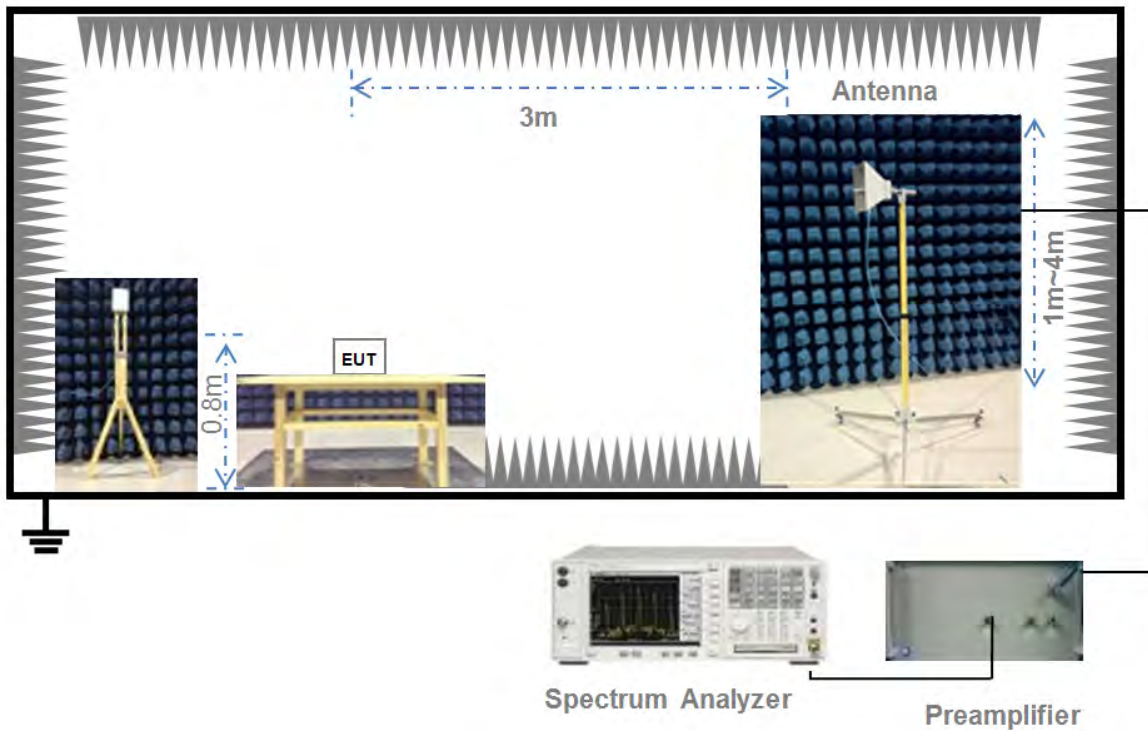 Antenna
3m
1m~4m
EUT
0.8m
Spectrum Analyzer
Preamplifier